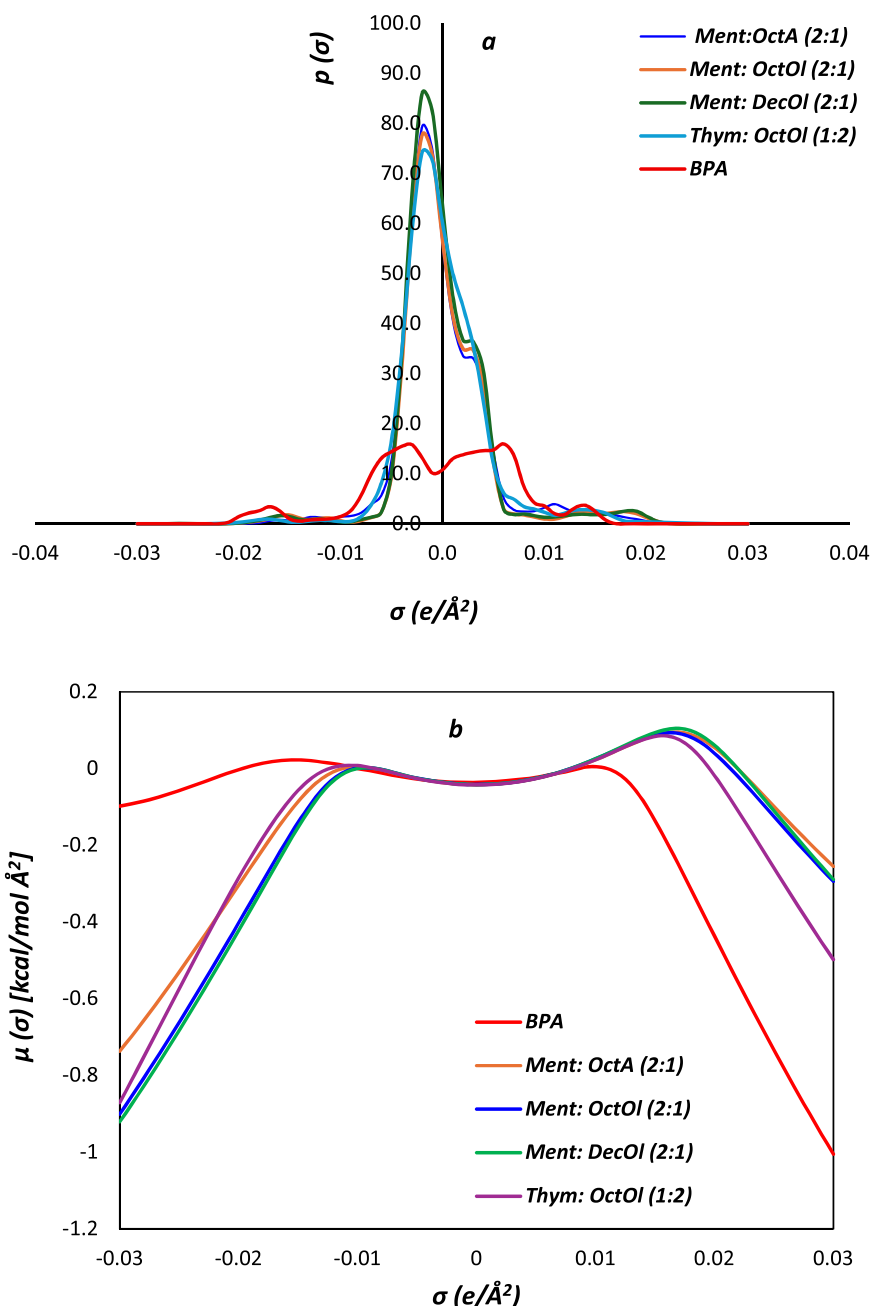 100.0
p (σ)
a
90.0
80.0
70.0
60.0
50.0
40.0
30.0
20.0
10.0
0.0
Ment:OctA (2:1)
Ment: OctOl (2:1)
Ment: DecOl (2:1)
Thym: OctOl (1:2)
BPA
-0.04 -0.03 -0.02 -0.01 0.0 0.01 0.02 0.03 0.04
σ (e/Å²)
b
μ (σ) [kcal/mol Å²]
0.2
0
-0.2
-0.4
-0.6
-0.8
-1
-1.2
BPA
Ment: OctA (2:1)
Ment: OctOl (2:1)
Ment: DecOl (2:1)
Thym: OctOl (1:2)
-0.03 -0.02 -0.01 0 0.01 0.02 0.03
σ (e/Å²)